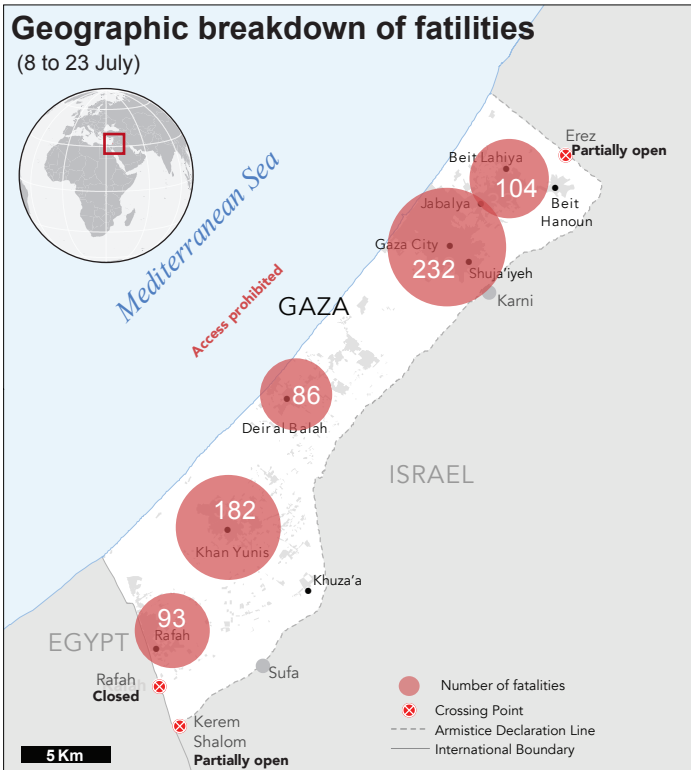 Geographic breakdown of fatilities
(8 to 23 July)
Mediterranean Sea
Access prohibited
GAZA
Erez
Partially open
Beit Lahiya
104
Beit
Hanoun
Jabalya
Gaza City
232
Shuja'iyeh
Karni
86
Deir al Balah
ISRAEL
182
Khan Yunis
Khuza'a
93
Rafah
EGYPT
Sufa
Rafah
Closed
Kerem
Shalom
Partially open
Number of fatalities
Crossing Point
Armistice Declaration Line
International Boundary
5 Km